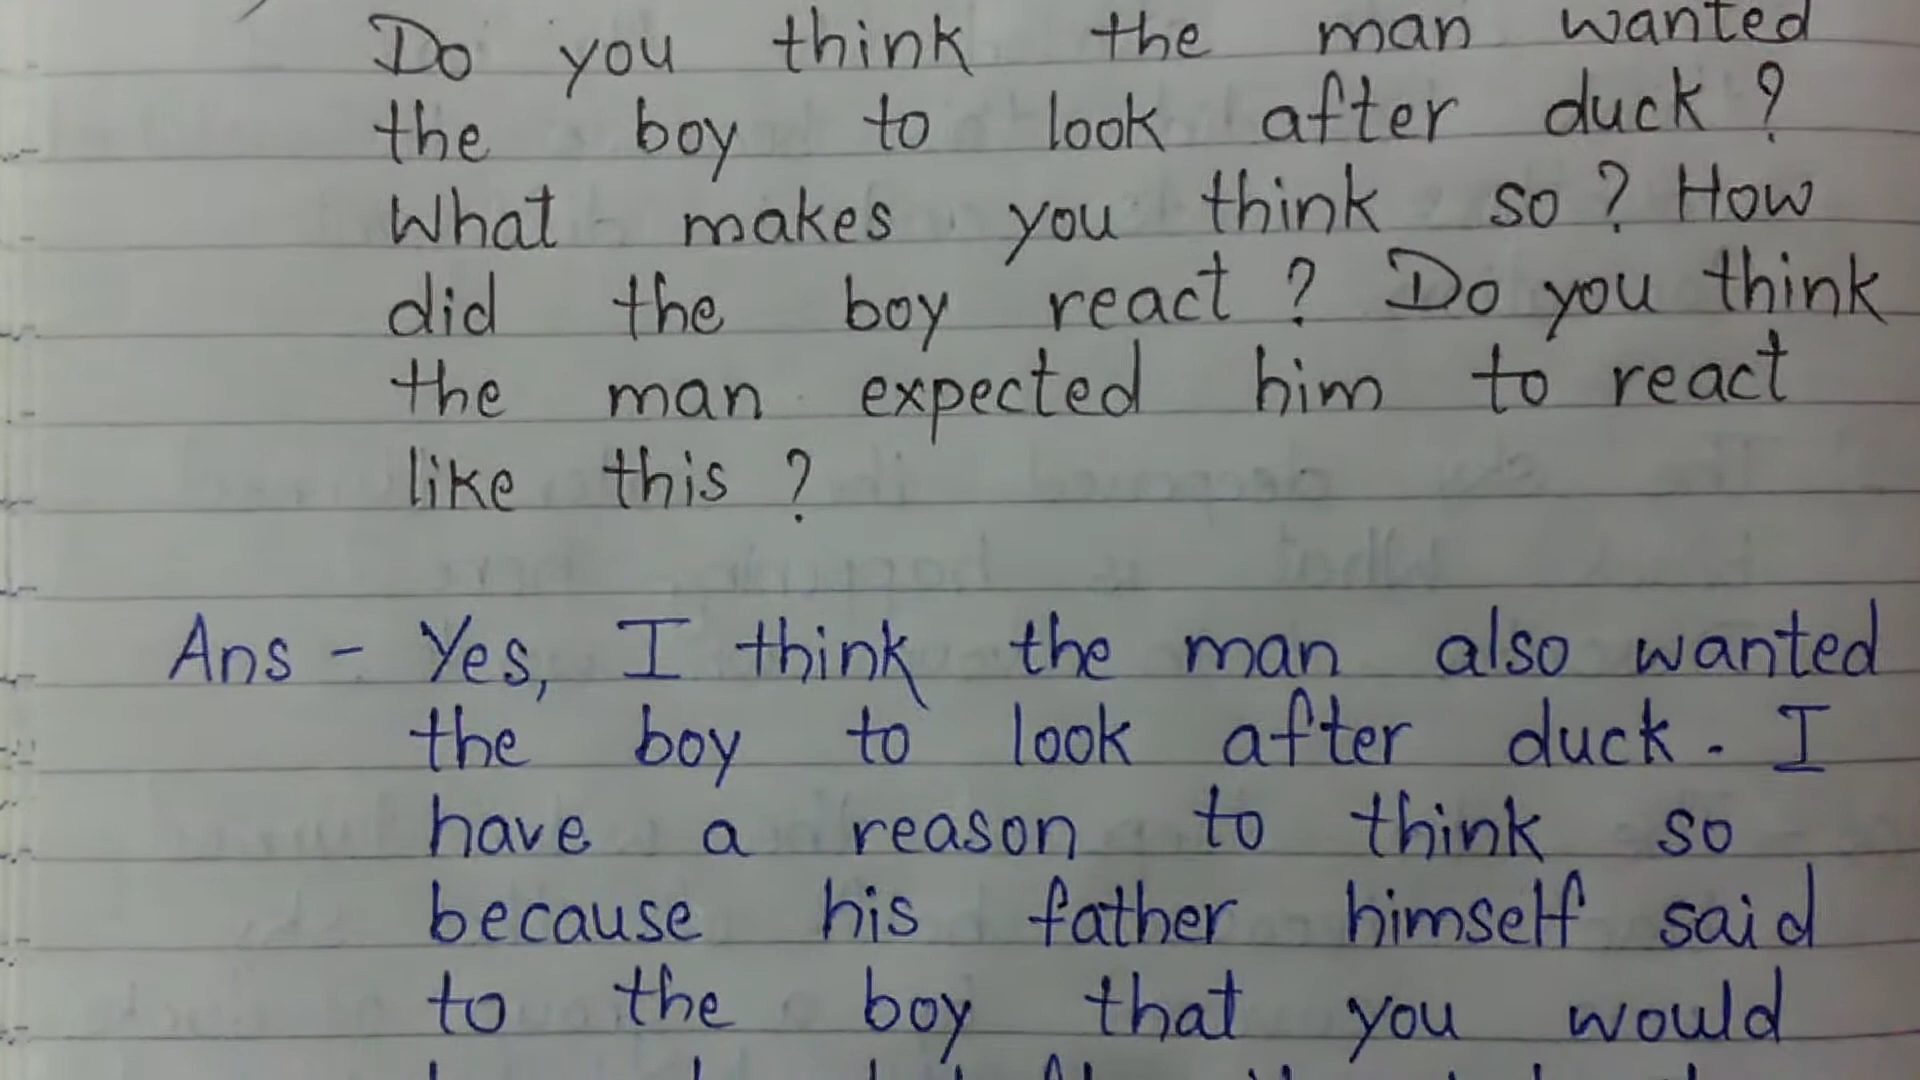 Do you think the man wanted
the boy to look after duck ?
What makes you think so ? How
did the boy react ? Do you think
the man expected him to react
like this ?
Ans - Yes, I think the man also wanted
the boy to look after duck. I
have a reason to think so
because his father himself said
to the boy that you would